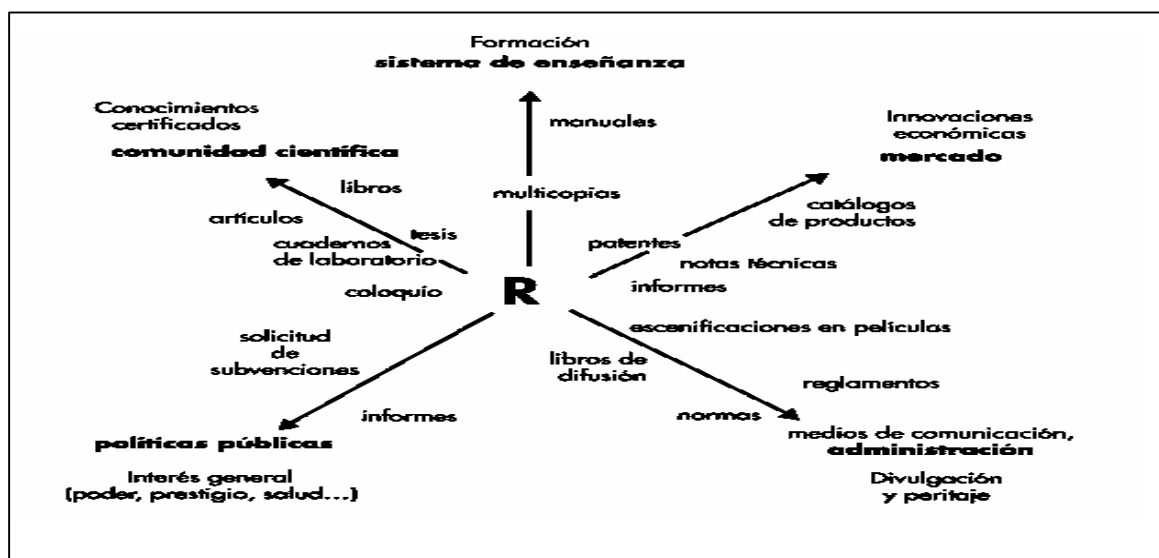 Formación
sistema de enseñanza
manuales
multicopias
Conocimientos
certificados
comunidad científica
libros
artículos
tesis
cuadernos
de laboratorio
coloquio
Innovaciones
económicas
mercado
catálogos
de productos
patentes
notas técnicas
informes
R
solicitud
de
subvenciones
informes
políticas públicas
Interés general
(poder, prestigio, salud...)
escenificaciones en películas
libros de
difusión
reglamentos
normas
medios de comunicación,
administración
Divulgación
y peritaje